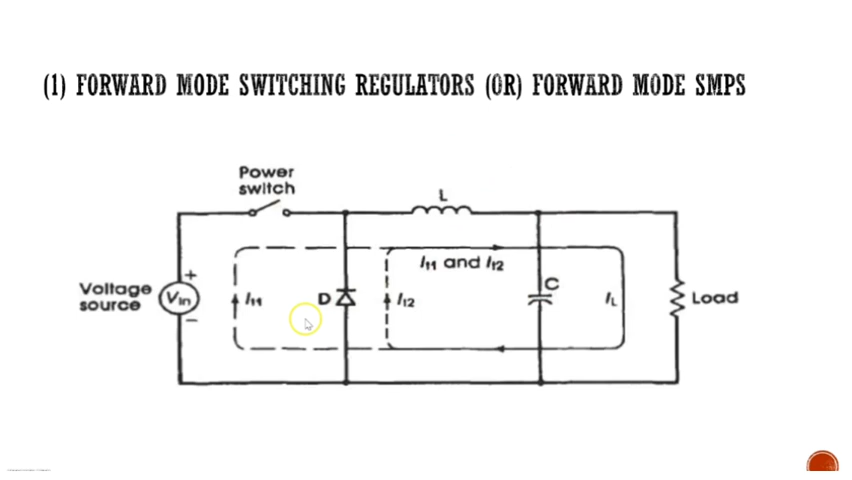 (1) FORWARD MODE SWITCHING REGULATORS (OR) FORWARD MODE SMPS
Power
switch
L
I11 and I12
Voltage
source
+
Vin
−
I11
D
I12
C
IL
Load